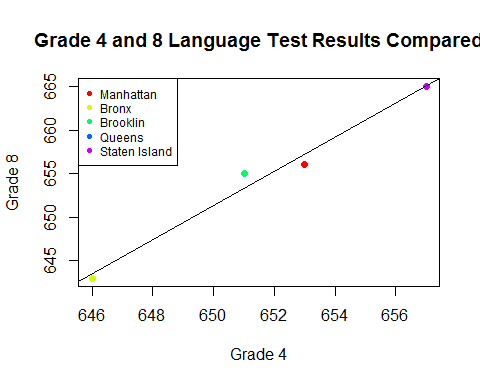 Grade 4 and 8 Language Test Results Compared
Manhattan
Bronx
Brooklin
Queens
Staten Island
665
660
655
650
645
Grade 8
646 648 650 652 654 656
Grade 4